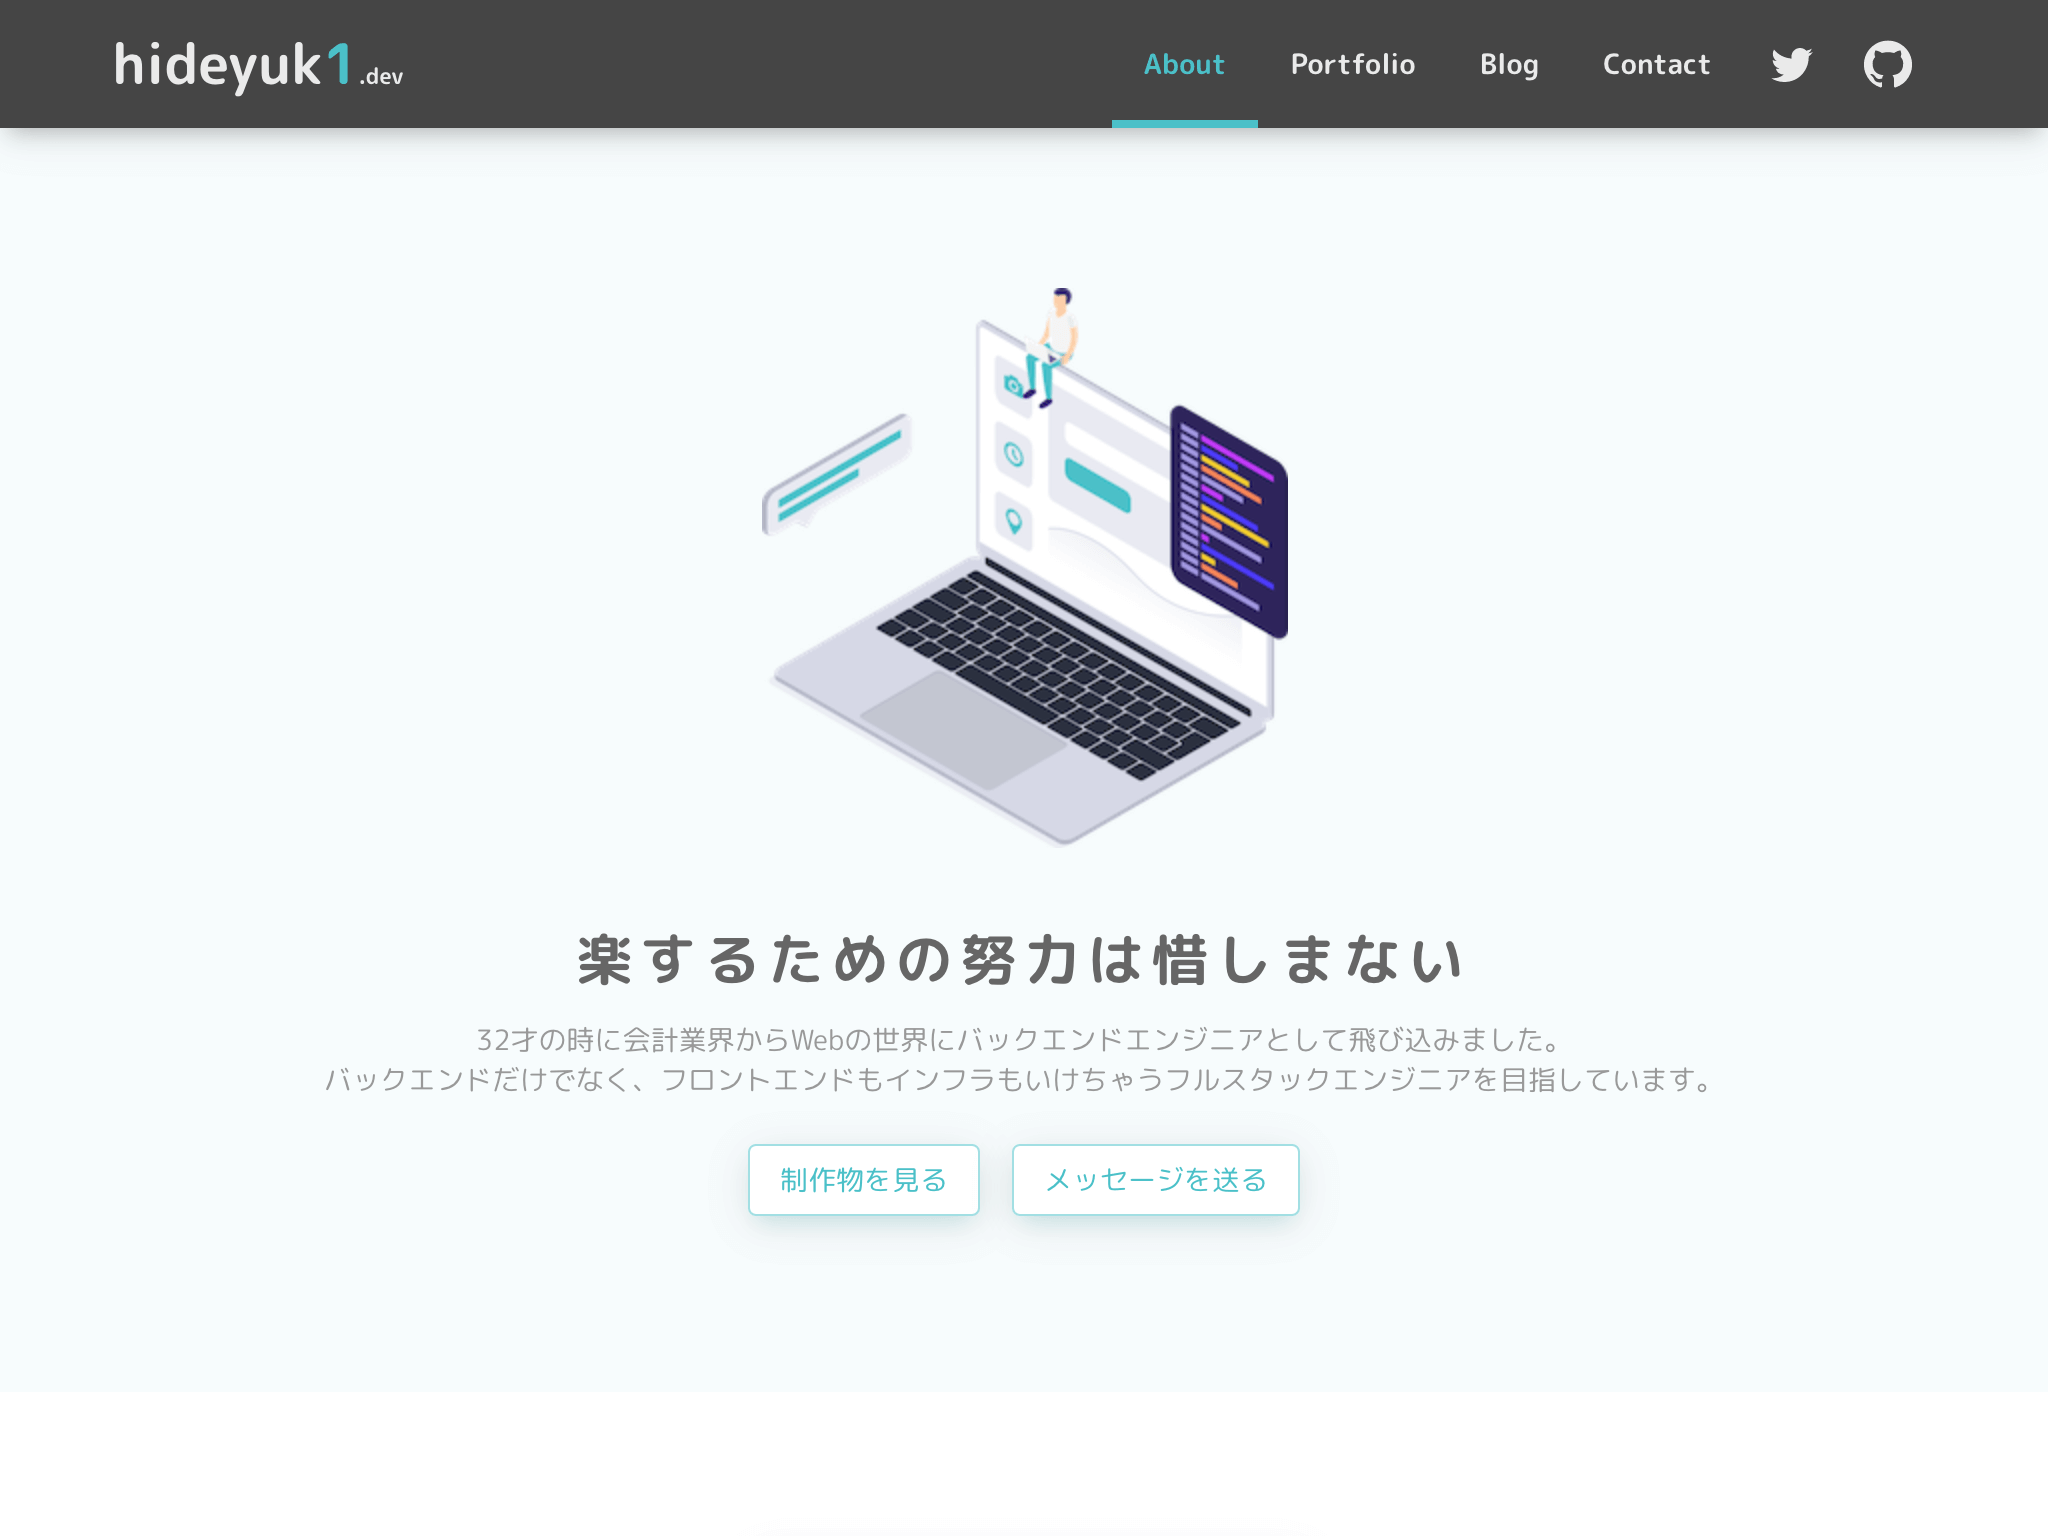 hideyuk1.dev
About
Portfolio
Blog
Contact
楽するための努力は惜しまない
32才の時に会計業界からWebの世界にバックエンドエンジニアとして飛び込みました。
バックエンドだけでなく、フロントエンドもインフラもいけちゃうフルスタックエンジニアを目指しています。
制作物を見る
メッセージを送る